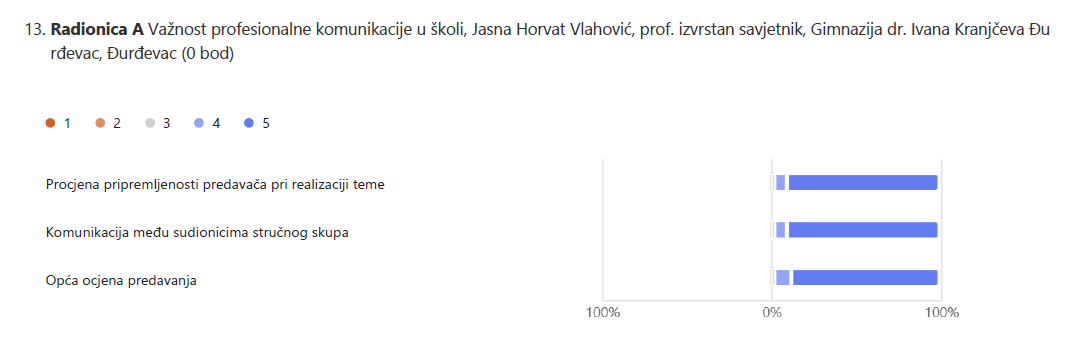 13. Radionica A Važnost profesionalne komunikacije u školi, Jasna Horvat Vlahović, prof. izvrstan savjetnik, Gimnazija dr. Ivana Kranjčeva Đu
rđevac, Đurđevac (0 bod)
1 2 3 4 5
Procjena pripremljenosti predavača pri realizaciji teme
Komunikacija među sudionicima stručnog skupa
Opća ocjena predavanja
100% 0% 100%